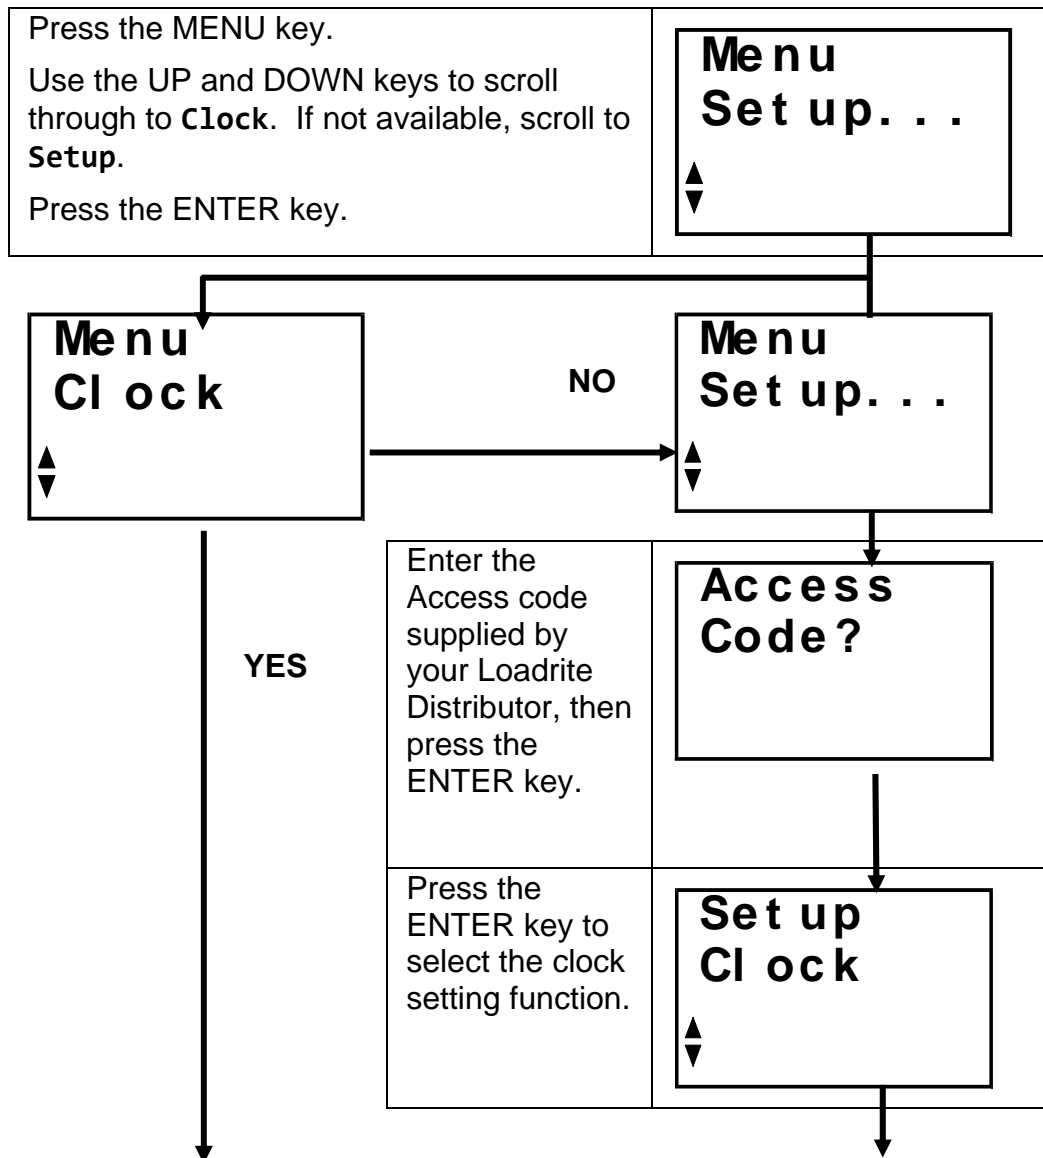 Press the MENU key.
Use the UP and DOWN keys to scroll
through to Clock. If not available, scroll to
Setup.
Press the ENTER key.
Menu
Setup...
Menu
Clock
NO
Menu
Setup...
YES
Enter the
Access code
supplied by
your Loadrite
Distributor, then
press the
ENTER key.
Access
Code?
Press the
ENTER key to
select the clock
setting function.
Setup
Clock